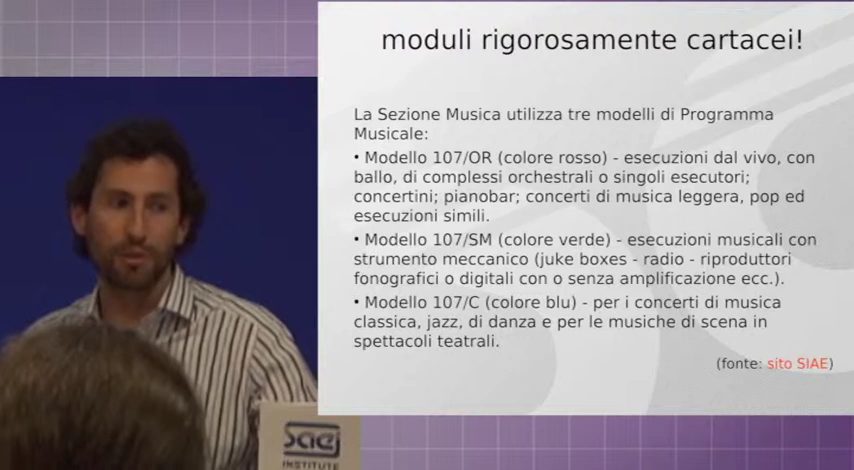 moduli rigorosamente cartacei!
La Sezione Musica utilizza tre modelli di Programma
Musicale:
• Modello 107/OR (colore rosso) - esecuzioni dal vivo, con
ballo, di complessi orchestrali o singoli esecutori;
concertini; pianobar; concerti di musica leggera, pop ed
esecuzioni simili.
• Modello 107/SM (colore verde) - esecuzioni musicali con
strumento meccanico (juke boxes - radio - riproduttori
fonografici o digitali con o senza amplificazione ecc.).
• Modello 107/C (colore blu) - per i concerti di musica
classica, jazz, di danza e per le musiche di scena in
spettacoli teatrali.
(fonte: sito SIAE)
sae
INSTITUTE